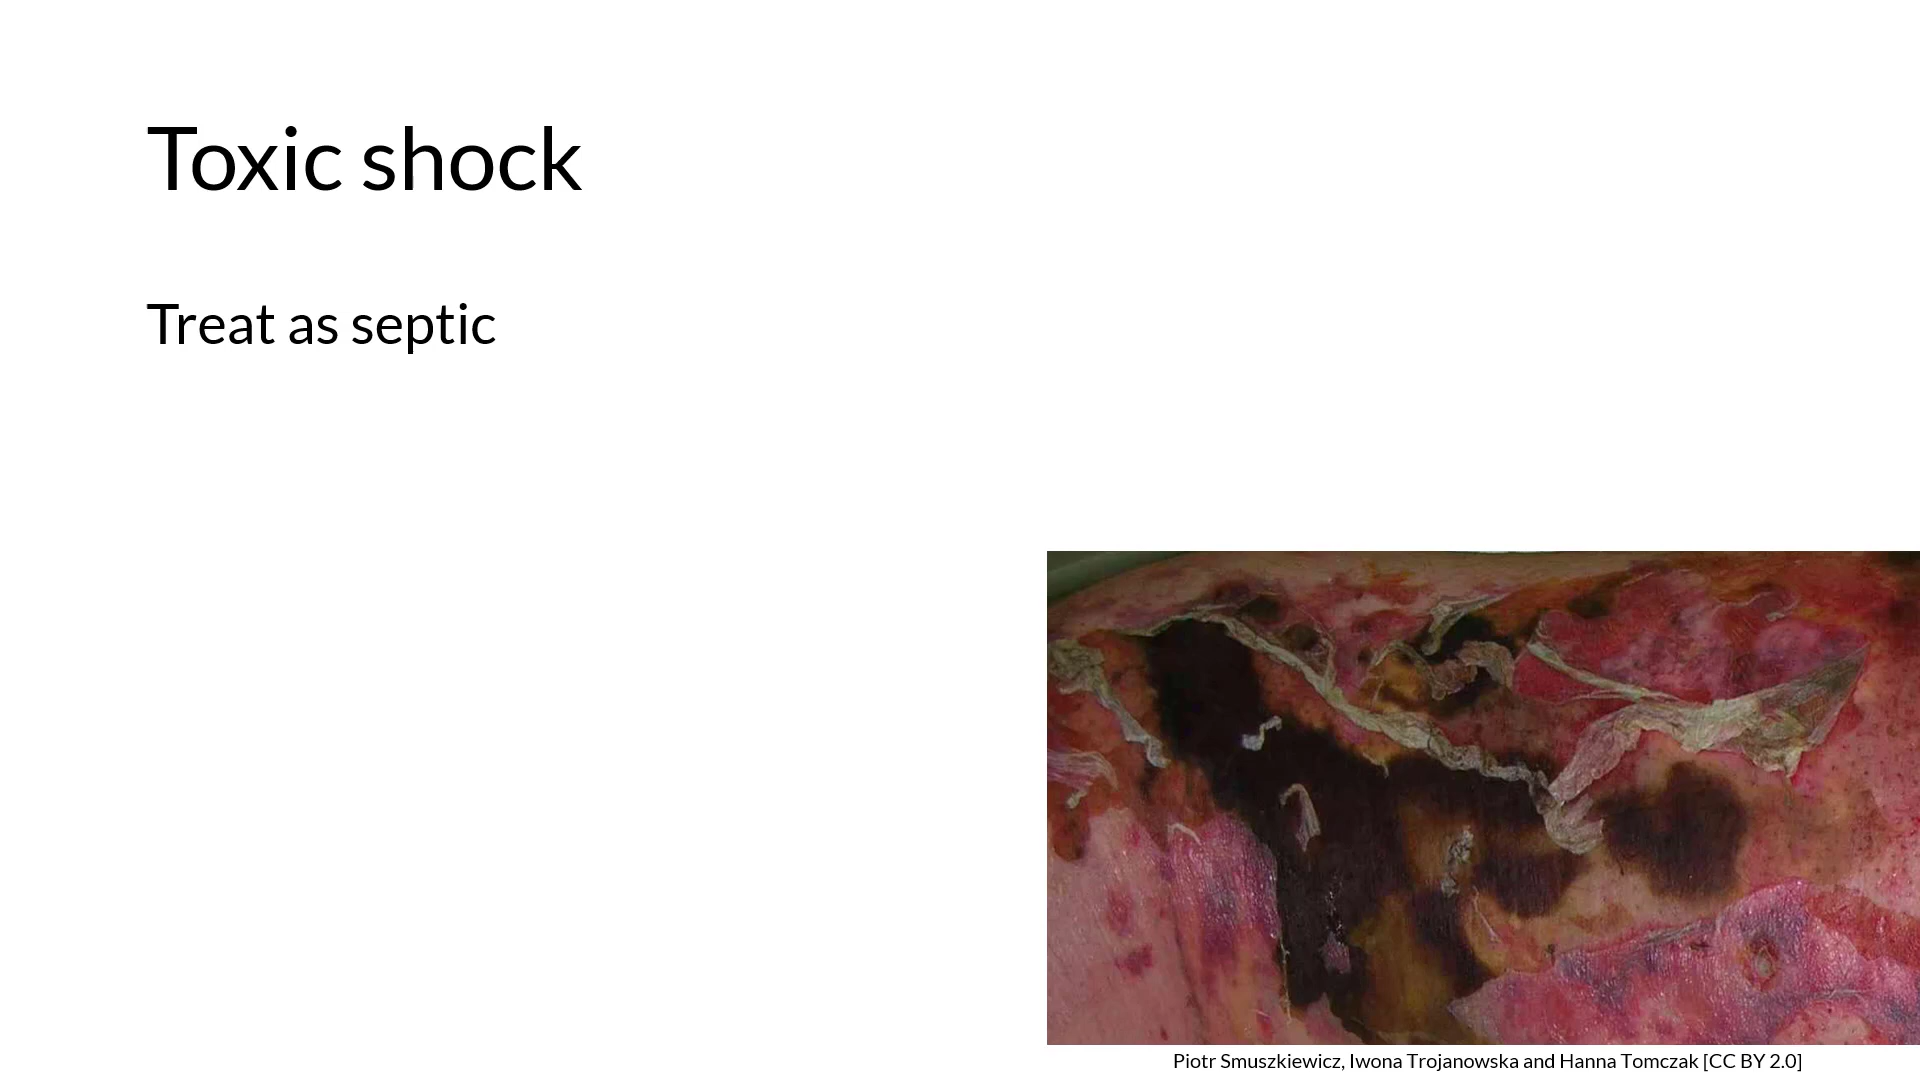 Toxic shock
Treat as septic
Piotr Smuszkiewicz, Iwona Trojanowska and Hanna Tomczak [CC BY 2.0]